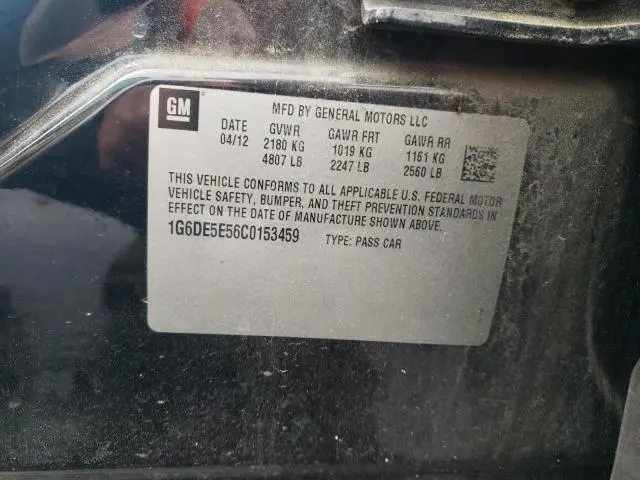 GM
MFD BY GENERAL MOTORS LLC
DATE GVWR GAWR FRT GAWR RR
04/12 2180 KG 1019 KG 1161 KG
4807 LB 2247 LB 2560 LB
THIS VEHICLE CONFORMS TO ALL APPLICABLE U.S. FEDERAL MOTOR
VEHICLE SAFETY, BUMPER, AND THEFT PREVENTION STANDARDS IN
EFFECT ON THE DATE OF MANUFACTURE SHOWN ABOVE.
1G6DE5E56C0153459 TYPE: PASS CAR